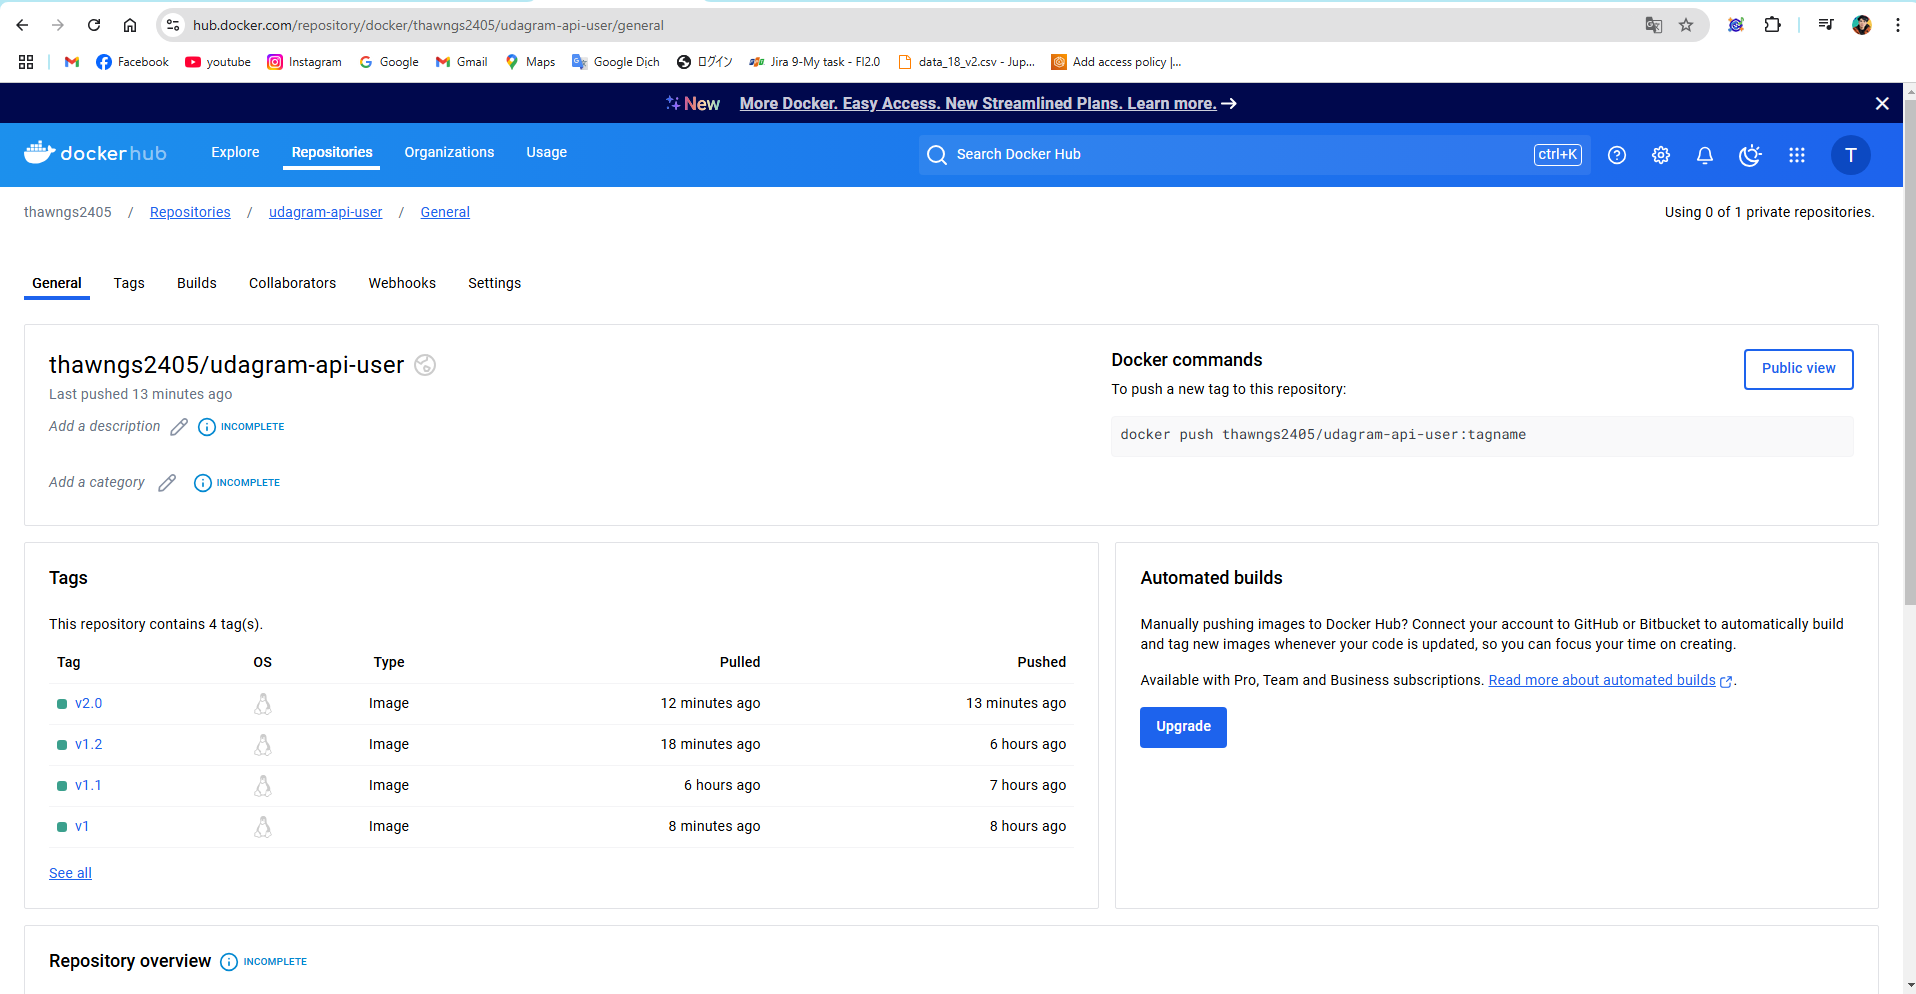 hub.docker.com/repository/docker/thawngs2405/udagram-api-user/general
Facebook youtube Instagram Google Gmail Maps Google Dịch ログイン Jira 9-My task - FI2.0 data_18_v2.csv - Jup... Add access policy |...
New More Docker. Easy Access. New Streamlined Plans. Learn more. →
docker hub Explore Repositories Organizations Usage Search Docker Hub ctrl+K T
thawngs2405 / Repositories / udagram-api-user / General Using 0 of 1 private repositories.
General Tags Builds Collaborators Webhooks Settings
thawngs2405/udagram-api-user
Last pushed 13 minutes ago
Add a description INCOMPLETE
Add a category INCOMPLETE
Docker commands
To push a new tag to this repository:
Public view
docker push thawngs2405/udagram-api-user:tagname
Tags
This repository contains 4 tag(s).
Tag OS Type Pulled Pushed
v2.0 Image 12 minutes ago 13 minutes ago
v1.2 Image 18 minutes ago 6 hours ago
v1.1 Image 6 hours ago 7 hours ago
v1 Image 8 minutes ago 8 hours ago
See all
Automated builds
Manually pushing images to Docker Hub? Connect your account to GitHub or Bitbucket to automatically build
and tag new images whenever your code is updated, so you can focus your time on creating.
Available with Pro, Team and Business subscriptions. Read more about automated builds .
Upgrade
Repository overview INCOMPLETE